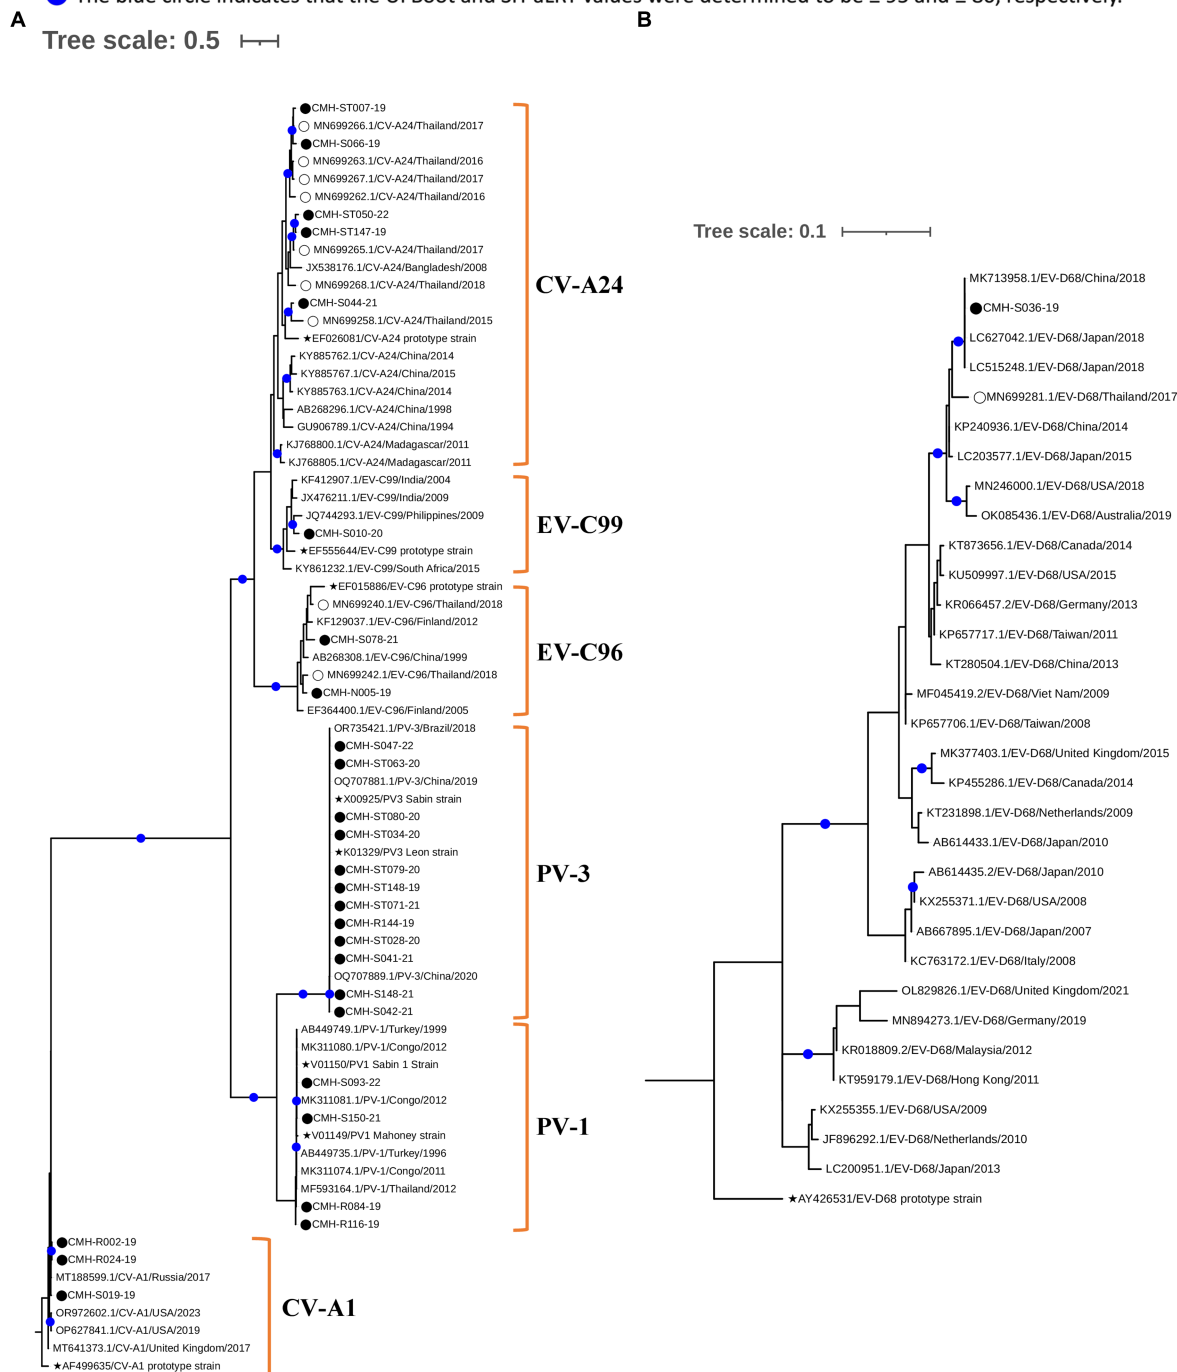 The blue circle indicates that the UFBoot and SH-aLRT values were determined to be ≥ 95 and ≥ 80, respectively.
A
Tree scale: 0.5
CMH-ST007-19
MN699266.1/CV-A24/Thailand/2017
CMH-S066-19
MN699263.1/CV-A24/Thailand/2016
MN699267.1/CV-A24/Thailand/2017
MN699262.1/CV-A24/Thailand/2016
CMH-ST050-22
CMH-ST147-19
MN699265.1/CV-A24/Thailand/2017
JX538176.1/CV-A24/Bangladesh/2008
MN699268.1/CV-A24/Thailand/2018
CMH-S044-21
MN699258.1/CV-A24/Thailand/2015
★EF026081/CV-A24 prototype strain
KY885762.1/CV-A24/China/2014
KY885767.1/CV-A24/China/2015
KY885763.1/CV-A24/China/2014
AB268296.1/CV-A24/China/1998
GU906789.1/CV-A24/China/1994
KJ768800.1/CV-A24/Madagascar/2011
KJ768805.1/CV-A24/Madagascar/2011
CV-A24
KF412907.1/EV-C99/India/2004
JX476211.1/EV-C99/India/2009
JQ744293.1/EV-C99/Philippines/2009
CMH-S010-20
★EF555644/EV-C99 prototype strain
KY861232.1/EV-C99/South Africa/2015
EV-C99
★EF015886/EV-C96 prototype strain
MN699240.1/EV-C96/Thailand/2018
KF129037.1/EV-C96/Finland/2012
CMH-S078-21
AB268308.1/EV-C96/China/1999
MN699242.1/EV-C96/Thailand/2018
CMH-N005-19
EF364400.1/EV-C96/Finland/2005
EV-C96
OR735421.1/PV-3/Brazil/2018
CMH-S047-22
CMH-ST063-20
OQ707881.1/PV-3/China/2019
★X00925/PV3 Sabin strain
CMH-ST080-20
CMH-ST034-20
★K01329/PV3 Leon strain
CMH-ST079-20
CMH-ST148-19
CMH-ST071-21
CMH-R144-19
CMH-ST028-20
CMH-S041-21
OQ707889.1/PV-3/China/2020
CMH-S148-21
CMH-S042-21
PV-3
AB449749.1/PV-1/Turkey/1999
MK311080.1/PV-1/Congo/2012
★V01150/PV1 Sabin 1 Strain
CMH-S093-22
MK311081.1/PV-1/Congo/2012
CMH-S150-21
★V01149/PV1 Mahoney strain
AB449735.1/PV-1/Turkey/1996
MK311074.1/PV-1/Congo/2011
MF593164.1/PV-1/Thailand/2012
CMH-R084-19
CMH-R116-19
PV-1
CMH-R002-19
CMH-R024-19
MT188599.1/CV-A1/Russia/2017
CMH-S019-19
OR972602.1/CV-A1/USA/2023
OP627841.1/CV-A1/USA/2019
MT641373.1/CV-A1/United Kingdom/2017
★AF499635/CV-A1 prototype strain
CV-A1
B
Tree scale: 0.1
MK713958.1/EV-D68/China/2018
CMH-S036-19
LC627042.1/EV-D68/Japan/2018
LC515248.1/EV-D68/Japan/2018
MN699281.1/EV-D68/Thailand/2017
KP240936.1/EV-D68/China/2014
LC203577.1/EV-D68/Japan/2015
MN246000.1/EV-D68/USA/2018
OK085436.1/EV-D68/Australia/2019
KT873656.1/EV-D68/Canada/2014
KU509997.1/EV-D68/USA/2015
KR066457.2/EV-D68/Germany/2013
KP657717.1/EV-D68/Taiwan/2011
KT280504.1/EV-D68/China/2013
MF045419.2/EV-D68/Viet Nam/2009
KP657706.1/EV-D68/Taiwan/2008
MK377403.1/EV-D68/United Kingdom/2015
KP455286.1/EV-D68/Canada/2014
KT231898.1/EV-D68/Netherlands/2009
AB614433.1/EV-D68/Japan/2010
AB614435.2/EV-D68/Japan/2010
KX255371.1/EV-D68/USA/2008
AB667895.1/EV-D68/Japan/2007
KC763172.1/EV-D68/Italy/2008
OL829826.1/EV-D68/United Kingdom/2021
MN894273.1/EV-D68/Germany/2019
KR018809.2/EV-D68/Malaysia/2012
KT959179.1/EV-D68/Hong Kong/2011
KX255355.1/EV-D68/USA/2009
JF896292.1/EV-D68/Netherlands/2010
LC200951.1/EV-D68/Japan/2013
★AY426531/EV-D68 prototype strain